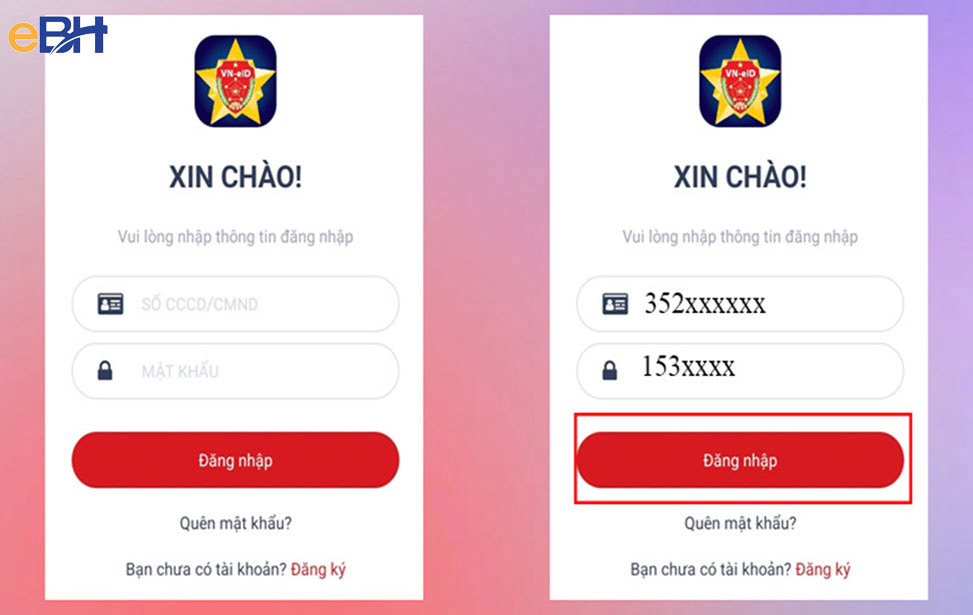 eBH
VN-eID
XIN CHÀO!
Vui lòng nhập thông tin đăng nhập
SỐ CCCD/CMND
MẬT KHẨU
Đăng nhập
Quên mật khẩu?
Bạn chưa có tài khoản? Đăng ký
VN-eID
XIN CHÀO!
Vui lòng nhập thông tin đăng nhập
352xxxxxx
153xxxx
Đăng nhập
Quên mật khẩu?
Bạn chưa có tài khoản? Đăng ký